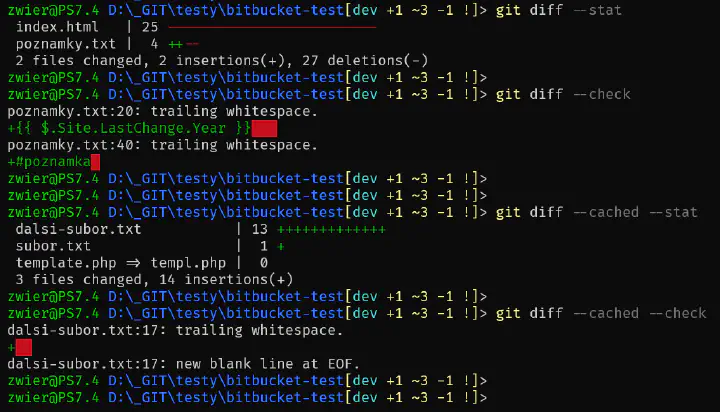 zwier@PS7.4 D:\_GIT\testy\bitbucket-test[dev +1 ~3 -1 !]> git diff --stat
 index.html   | 25 -------------------------
 poznamky.txt |  4 ++--
 2 files changed, 2 insertions(+), 27 deletions(-)
zwier@PS7.4 D:\_GIT\testy\bitbucket-test[dev +1 ~3 -1 !]>
zwier@PS7.4 D:\_GIT\testy\bitbucket-test[dev +1 ~3 -1 !]> git diff --check
poznamky.txt:20: trailing whitespace.
+{{ $.Site.LastChange.Year }}
poznamky.txt:40: trailing whitespace.
+#poznamka
zwier@PS7.4 D:\_GIT\testy\bitbucket-test[dev +1 ~3 -1 !]>
zwier@PS7.4 D:\_GIT\testy\bitbucket-test[dev +1 ~3 -1 !]>
zwier@PS7.4 D:\_GIT\testy\bitbucket-test[dev +1 ~3 -1 !]> git diff --cached --stat
 dalsi-subor.txt           | 13 +++++++++++++
 subor.txt                 |  1 +
 template.php => templ.php |  0
 3 files changed, 14 insertions(+)
zwier@PS7.4 D:\_GIT\testy\bitbucket-test[dev +1 ~3 -1 !]>
zwier@PS7.4 D:\_GIT\testy\bitbucket-test[dev +1 ~3 -1 !]> git diff --cached --check
dalsi-subor.txt:17: trailing whitespace.
+
dalsi-subor.txt:17: new blank line at EOF.
zwier@PS7.4 D:\_GIT\testy\bitbucket-test[dev +1 ~3 -1 !]>
zwier@PS7.4 D:\_GIT\testy\bitbucket-test[dev +1 ~3 -1 !]>